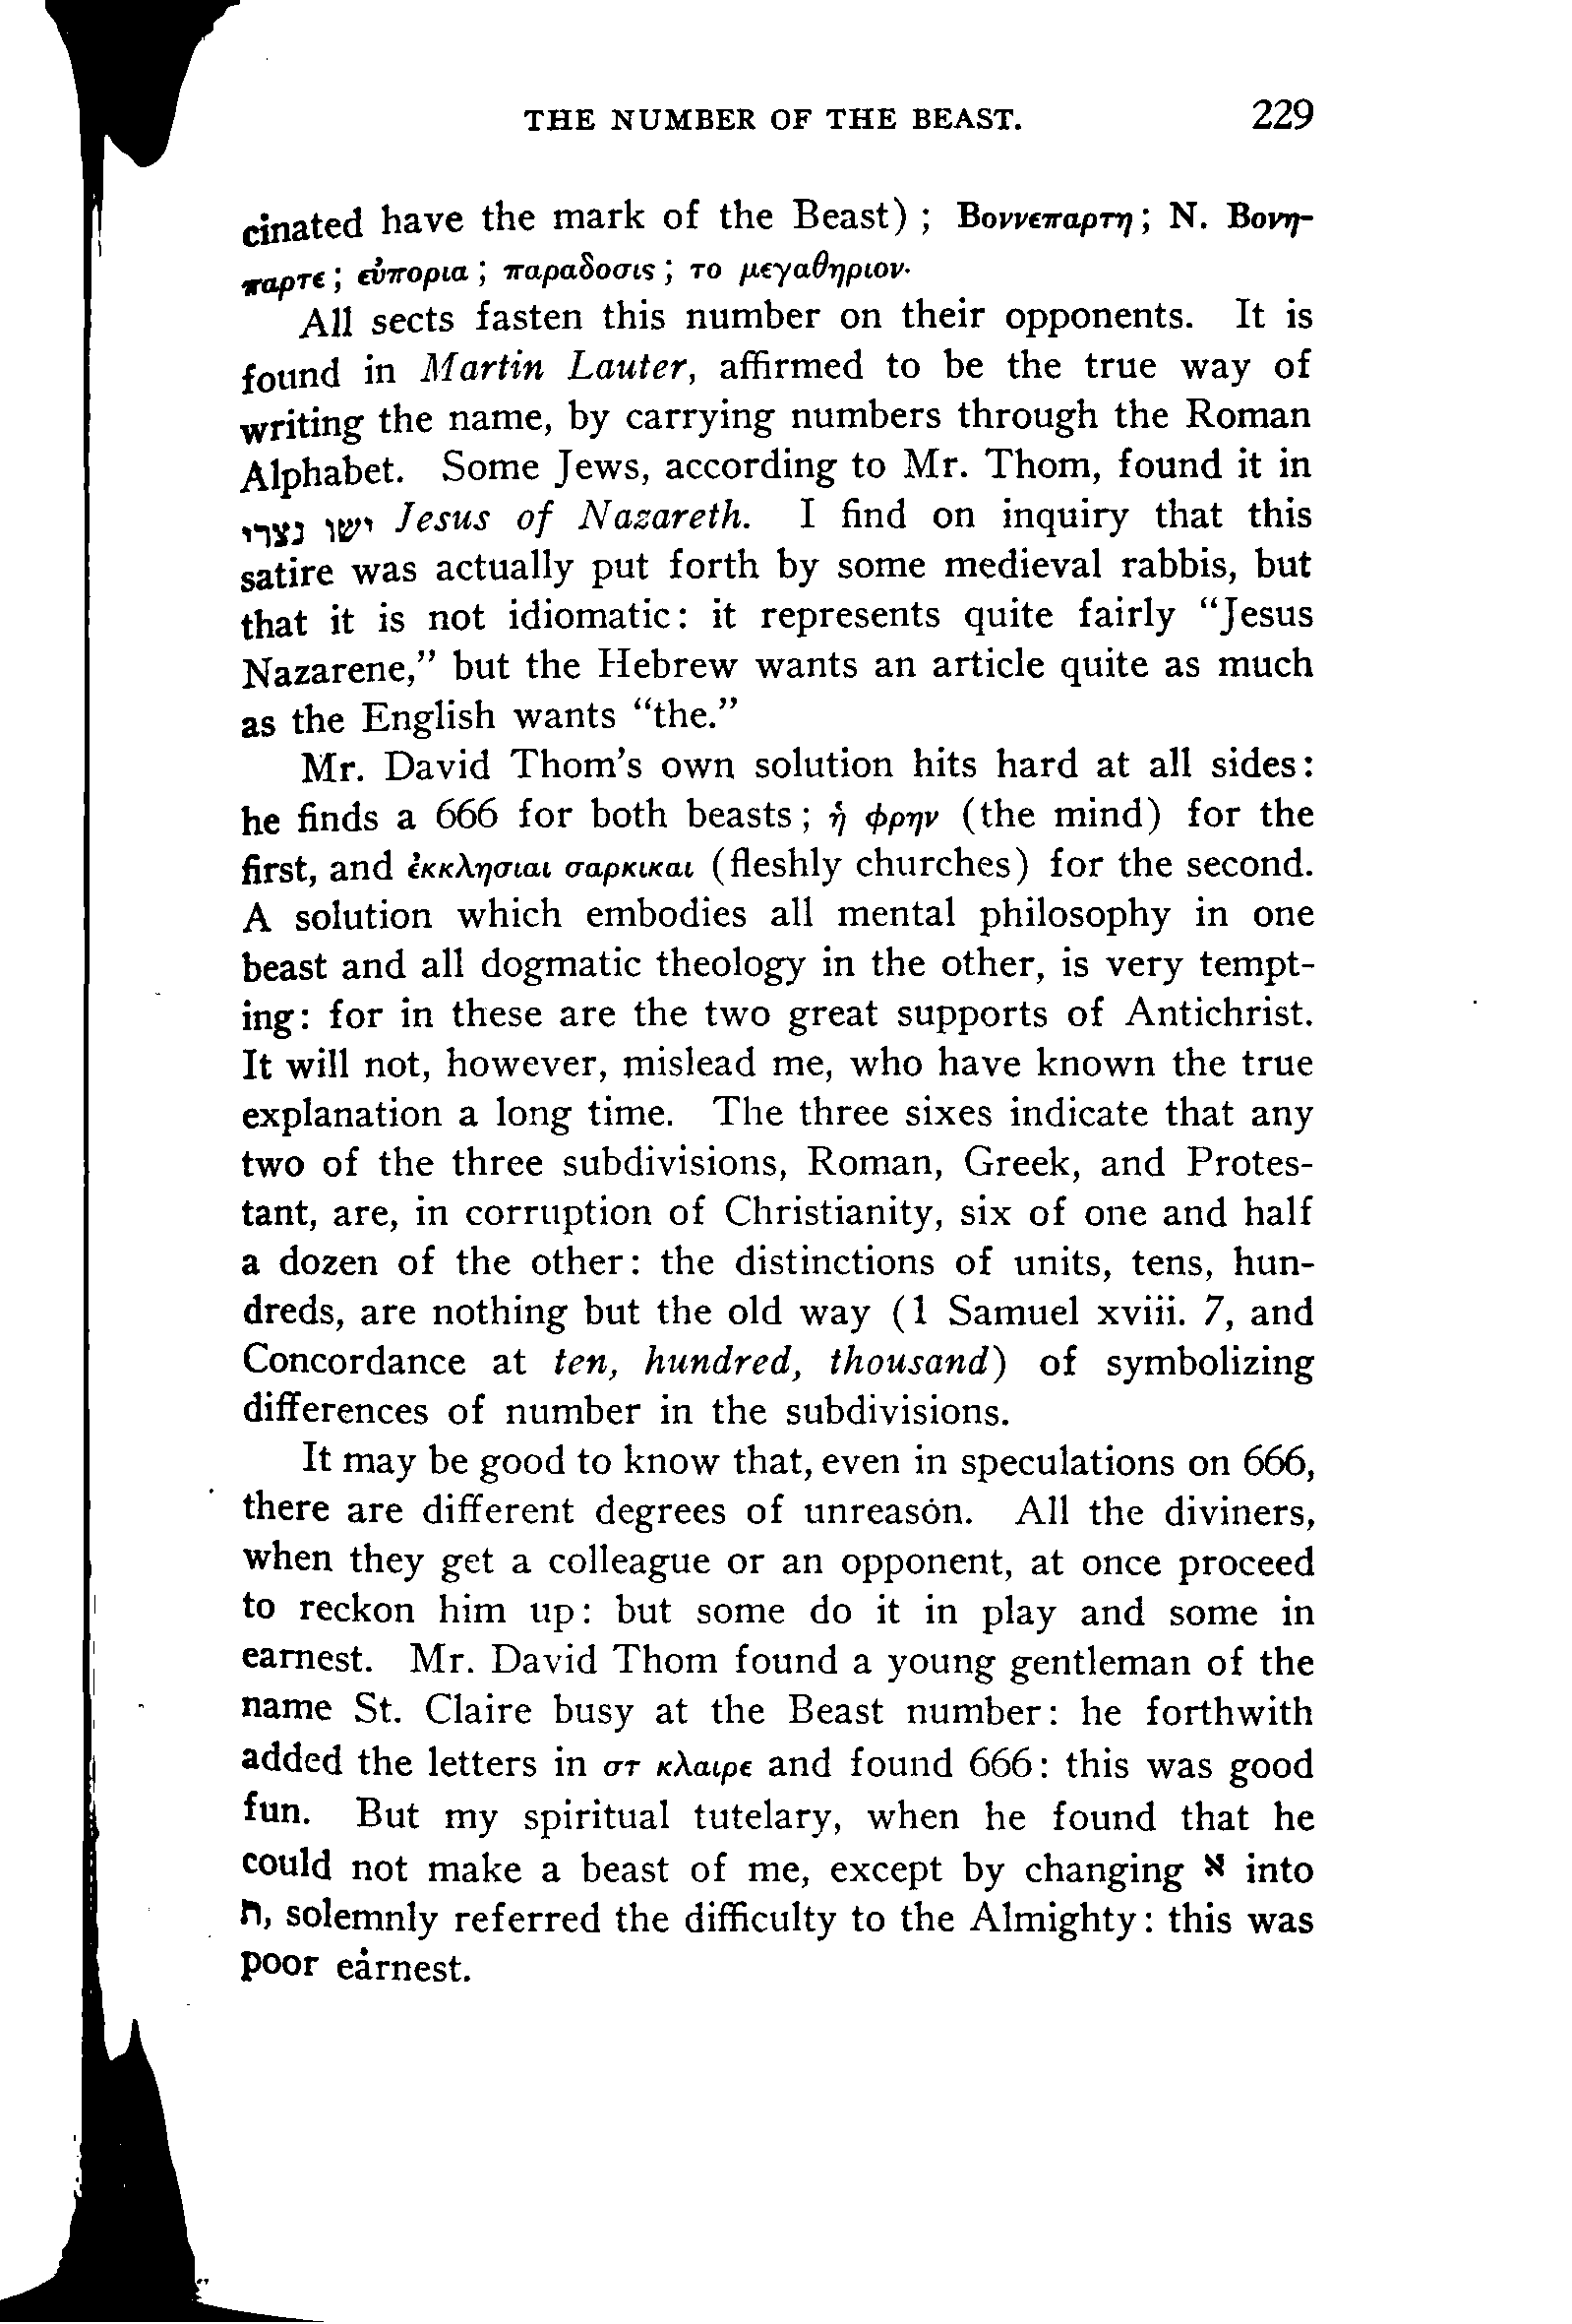 THE NUMBER OF THE BEAST. 229
cinated have the mark of the Beast) ; Βοννεπαρτη ; N. Βονη-
παρτε ; εὐπορια ; παραδοσις ; το μεγαθηριον.
All sects fasten this number on their opponents. It is
found in Martin Lauter, affirmed to be the true way of
writing the name, by carrying numbers through the Roman
Alphabet. Some Jews, according to Mr. Thom, found it in
ישו נצרי Jesus of Nazareth. I find on inquiry that this
satire was actually put forth by some medieval rabbis, but
that it is not idiomatic: it represents quite fairly “Jesus
Nazarene,” but the Hebrew wants an article quite as much
as the English wants “the.”
Mr. David Thom’s own solution hits hard at all sides:
he finds a 666 for both beasts ; ἡ φρην (the mind) for the
first, and ἐκκλησιαι σαρκικαι (fleshly churches) for the second.
A solution which embodies all mental philosophy in one
beast and all dogmatic theology in the other, is very tempt-
ing: for in these are the two great supports of Antichrist.
It will not, however, mislead me, who have known the true
explanation a long time. The three sixes indicate that any
two of the three subdivisions, Roman, Greek, and Protes-
tant, are, in corruption of Christianity, six of one and half
a dozen of the other: the distinctions of units, tens, hun-
dreds, are nothing but the old way (1 Samuel xviii. 7, and
Concordance at ten, hundred, thousand) of symbolizing
differences of number in the subdivisions.
It may be good to know that, even in speculations on 666,
there are different degrees of unreason. All the diviners,
when they get a colleague or an opponent, at once proceed
to reckon him up: but some do it in play and some in
earnest. Mr. David Thom found a young gentleman of the
name St. Claire busy at the Beast number: he forthwith
added the letters in στ κλαιρε and found 666: this was good
fun. But my spiritual tutelary, when he found that he
could not make a beast of me, except by changing א into
ח, solemnly referred the difficulty to the Almighty: this was
poor earnest.